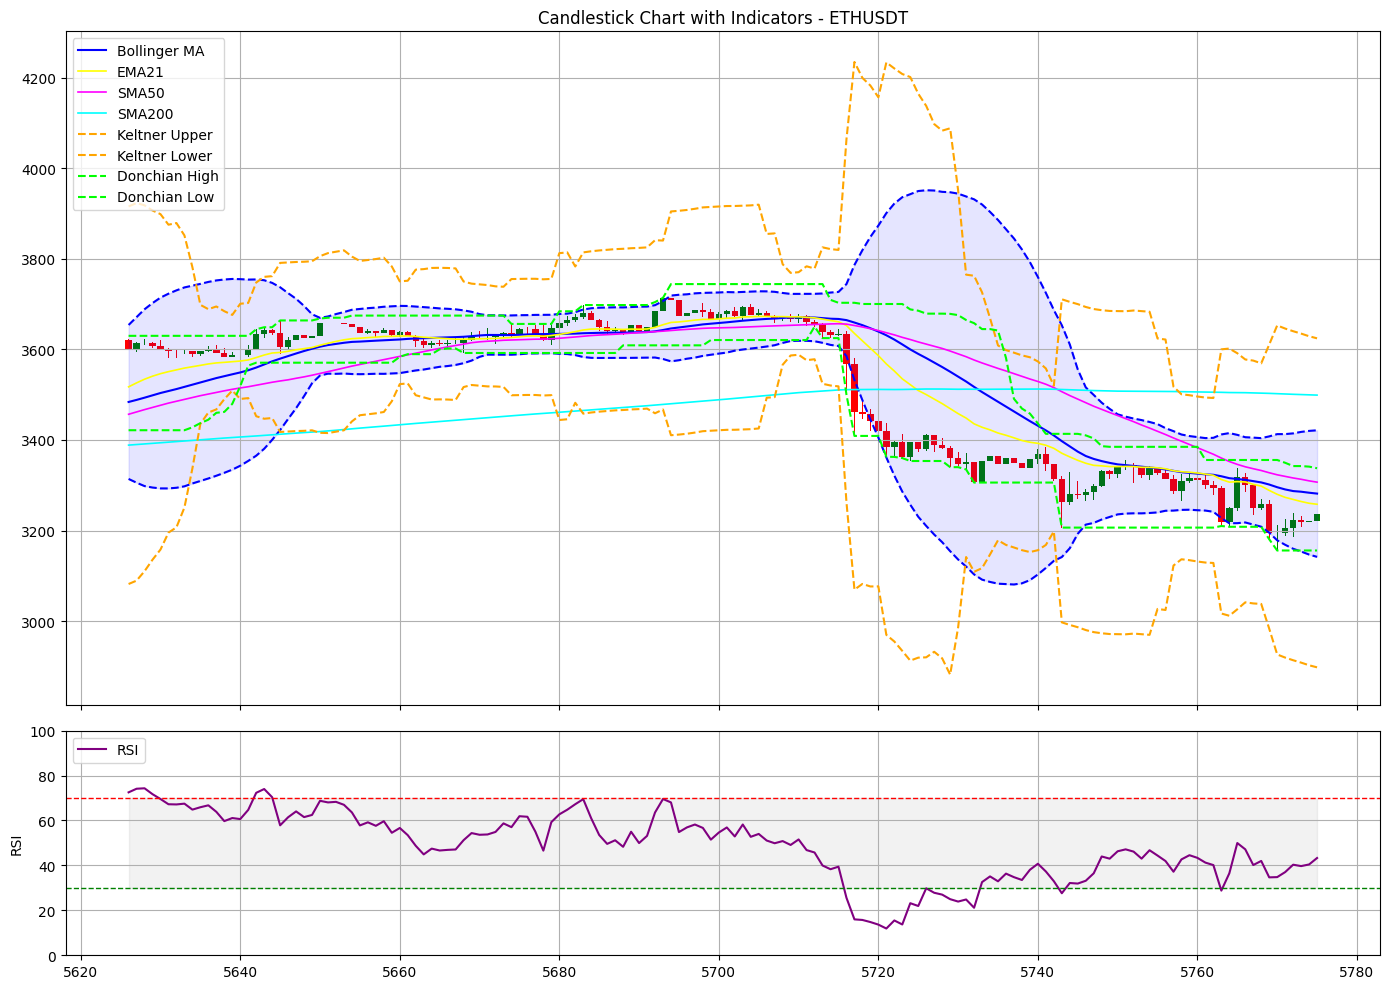 Candlestick Chart with Indicators - ETHUSDT
Bollinger MA
EMA21
SMA50
SMA200
Keltner Upper
Keltner Lower
Donchian High
Donchian Low
4200
4000
3800
3600
3400
3200
3000
RSI
100
80
60
40
20
0
RSI
5620
5640
5660
5680
5700
5720
5740
5760
5780